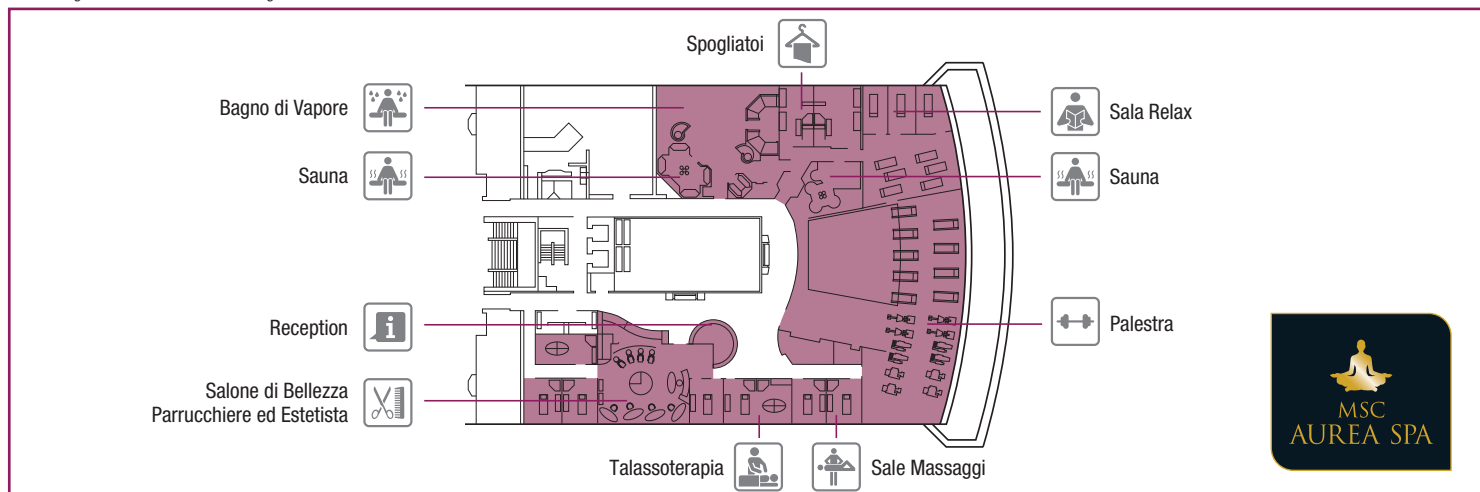 Spogliatoi
Bagno di Vapore
Sala Relax
Sauna
Sauna
Reception
Palestra
Salone di Bellezza
Parrucchiere ed Estetista
Talassoterapia
Sale Massaggi
MSC
AUREA SPA